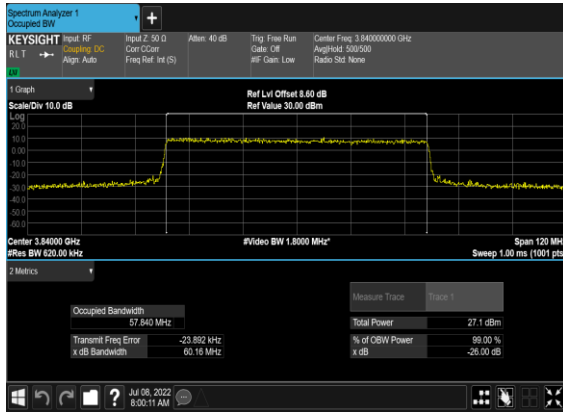 Spectrum Analyzer 1
Occupied BW
+
KEYSIGHT
RLT
Input: RF
Coupling: DC
Align: Auto
Input Z: 50 Ω
Corr CCorr
Freq Ref: Int (S)
Atten: 40 dB
Trig: Free Run
Gate: Off
#IF Gain: Low
Center Freq: 3.840000000 GHz
Avg|Hold: 500/500
Radio Std: None
1 Graph
Scale/Div 10.0 dB
Ref Lvl Offset 8.60 dB
Ref Value 30.00 dBm
Log
20.0
10.0
0.00
-10.0
-20.0
-30.0
-40.0
-50.0
-60.0
Center 3.84000 GHz
#Res BW 620.00 kHz
#Video BW 1.8000 MHz*
Span 120 MH
Sweep 1.00 ms (1001 pts
2 Metrics
Measure Trace Trace 1
Occupied Bandwidth
57.840 MHz
Total Power 27.1 dBm
Transmit Freq Error -23.892 kHz
% of OBW Power 99.00 %
x dB Bandwidth 60.16 MHz
x dB -26.00 dB
?
Jul 08, 2022
8:00:11 AM